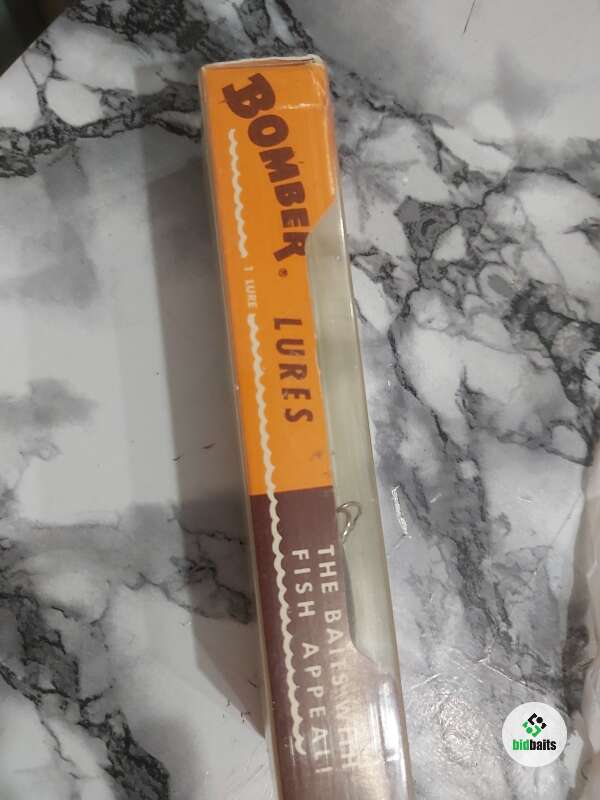 BOMBER®
1 LURE
LURES
THE BAITS WITH
FISH APPEAL!
bidbaits